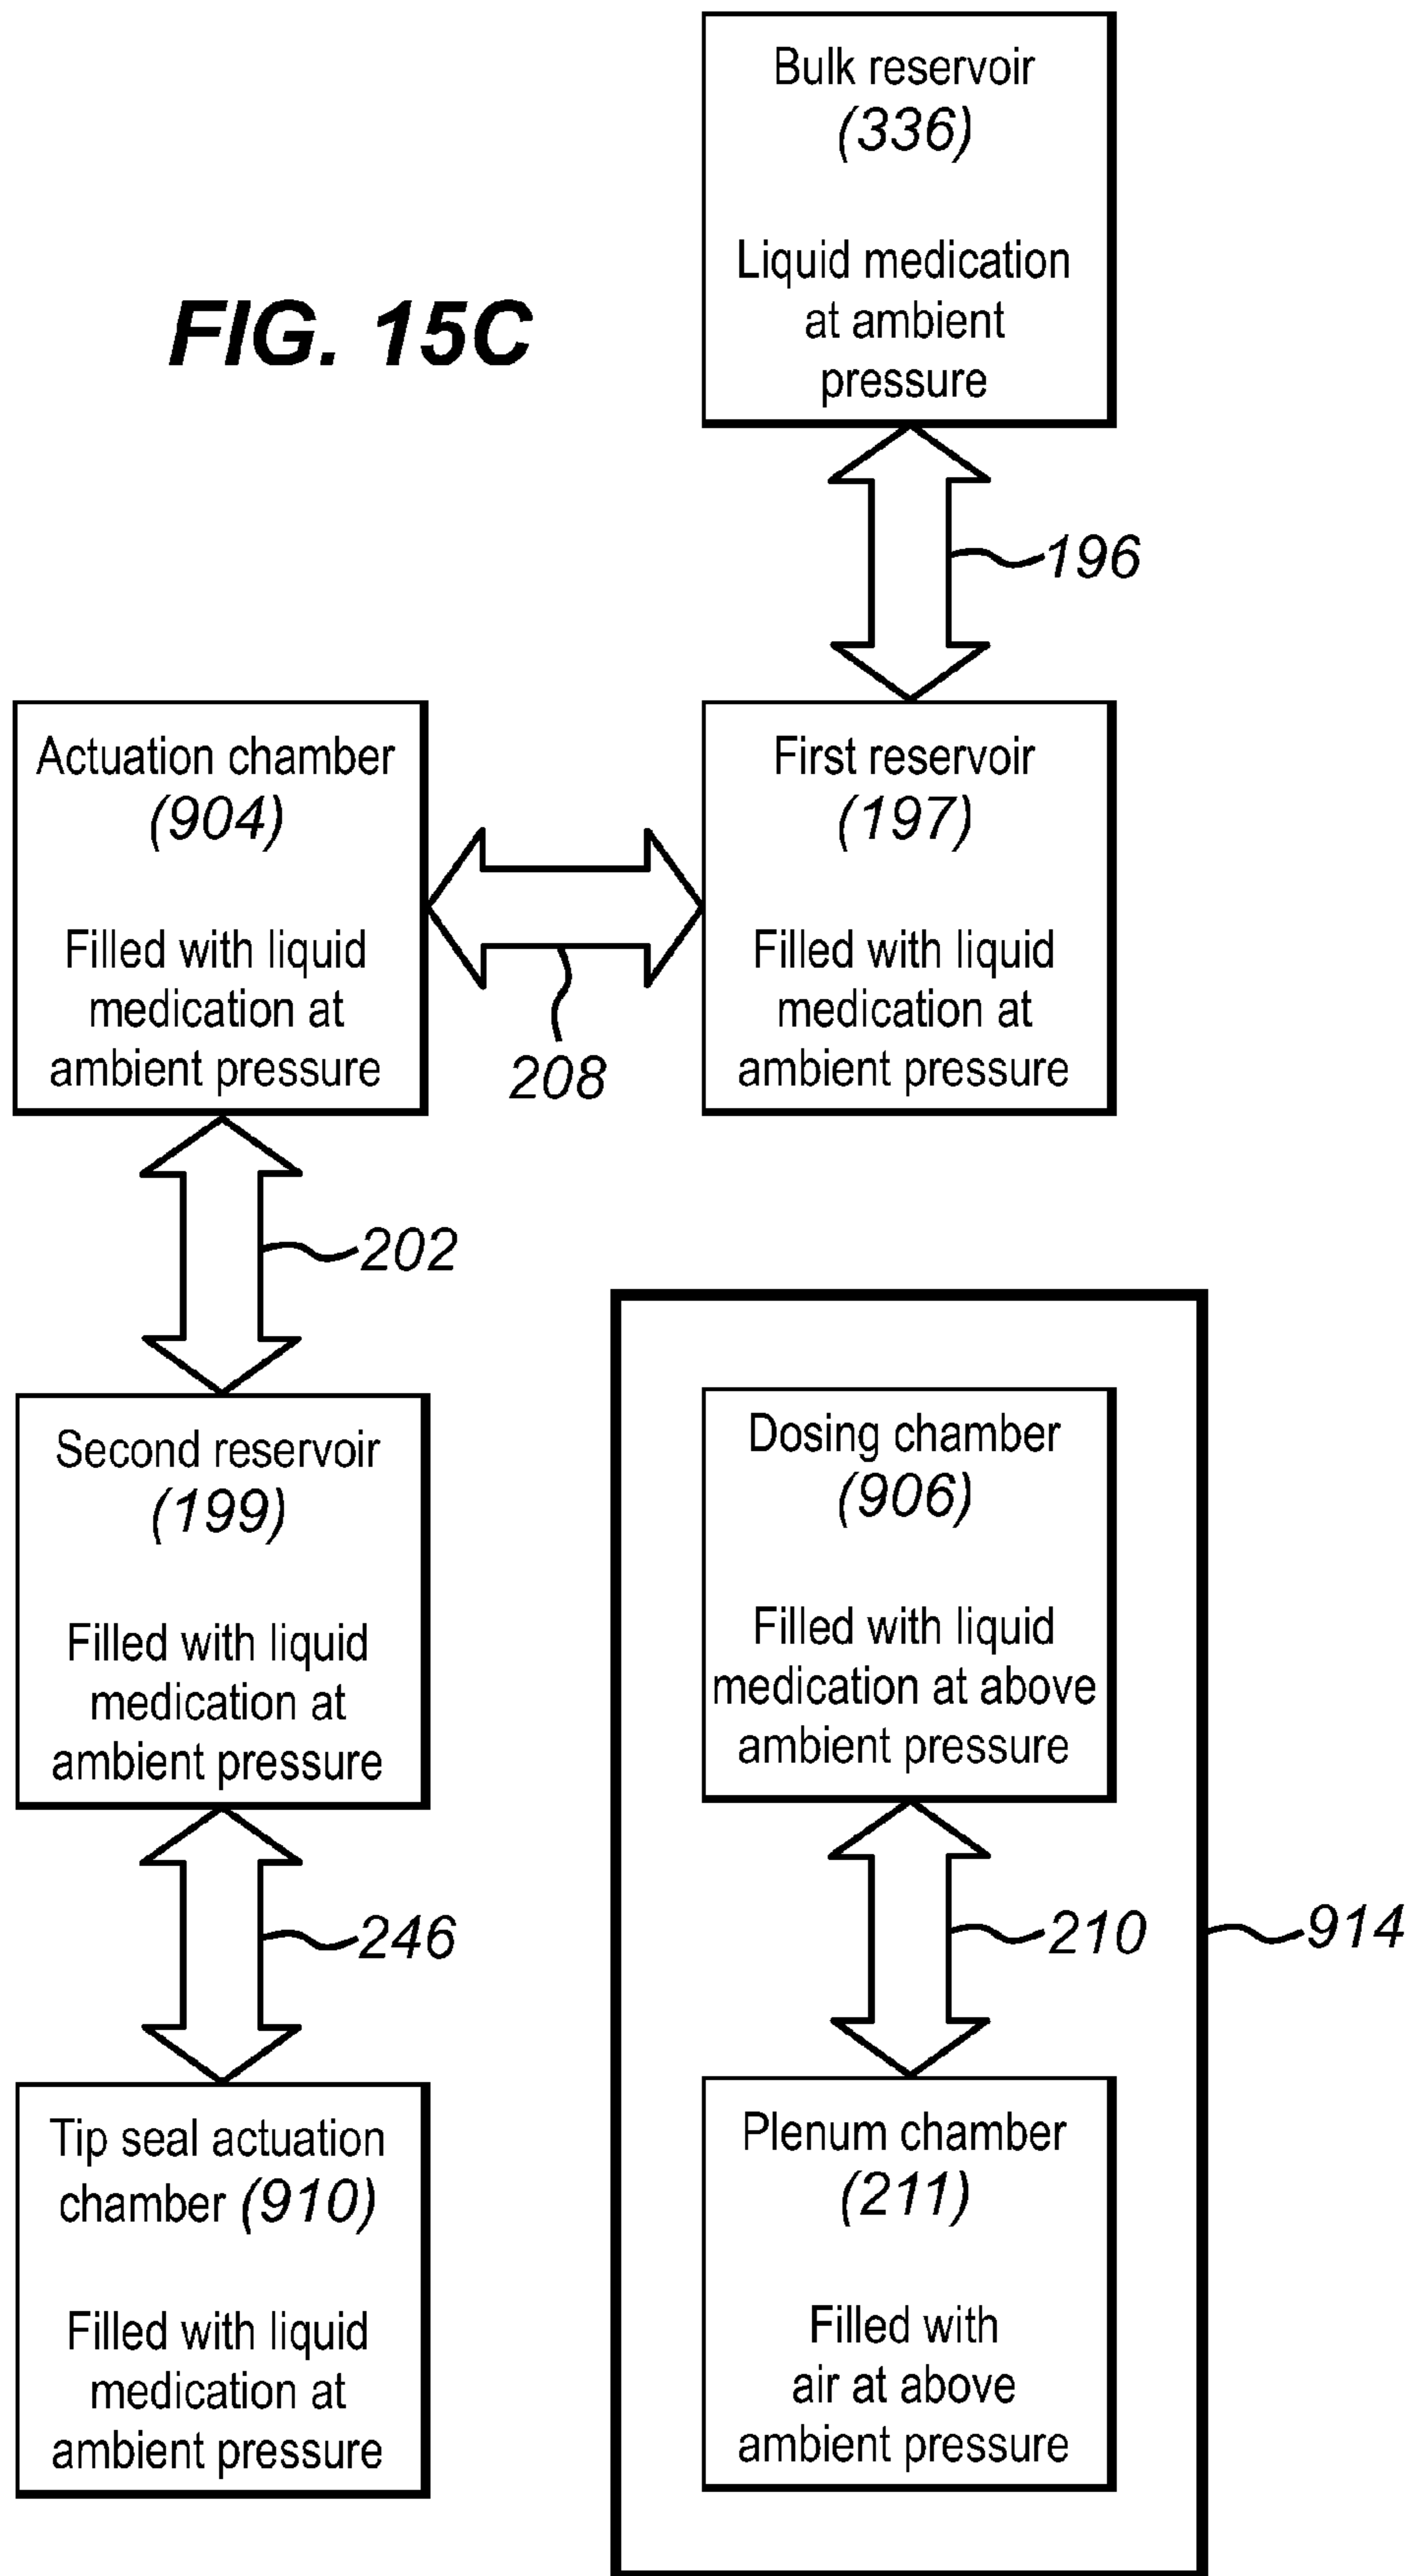 Bulk reservoir
(336)
Liquid medication
at ambient
pressure
FIG. 15C
196
Actuation chamber
(904)
Filled with liquid
medication at
ambient pressure
208
First reservoir
(197)
Filled with liquid
medication at
ambient pressure
202
Second reservoir
(199)
Filled with liquid
medication at
ambient pressure
246
Tip seal actuation
chamber (910)
Filled with liquid
medication at
ambient pressure
Dosing chamber
(906)
Filled with liquid
medication at above
ambient pressure
210
914
Plenum chamber
(211)
Filled with
air at above
ambient pressure